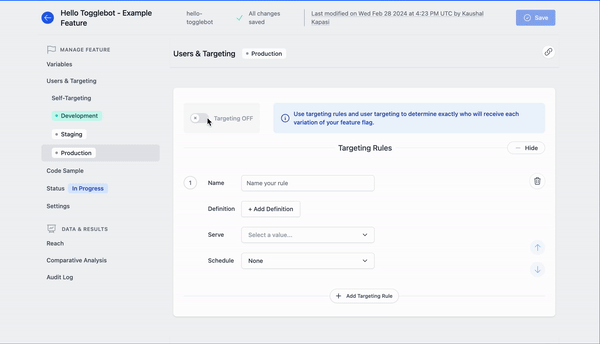 Hello Togglebot - Example
Feature
hello-
togglebot
All changes
saved
Last modified on Wed Feb 28 2024 at 4:23 PM UTC by Kaushal
Kapasi
Save
MANAGE FEATURE
Variables
Users & Targeting
Self-Targeting
Development
Staging
Production
Code Sample
Status In Progress
Settings
DATA & RESULTS
Reach
Comparative Analysis
Audit Log
Users & Targeting Production
Targeting OFF
Use targeting rules and user targeting to determine exactly who will receive each
variation of your feature flag.
Targeting Rules
Hide
1
Name
Name your rule
Definition
+ Add Definition
Serve
Select a value...
Schedule
None
+ Add Targeting Rule